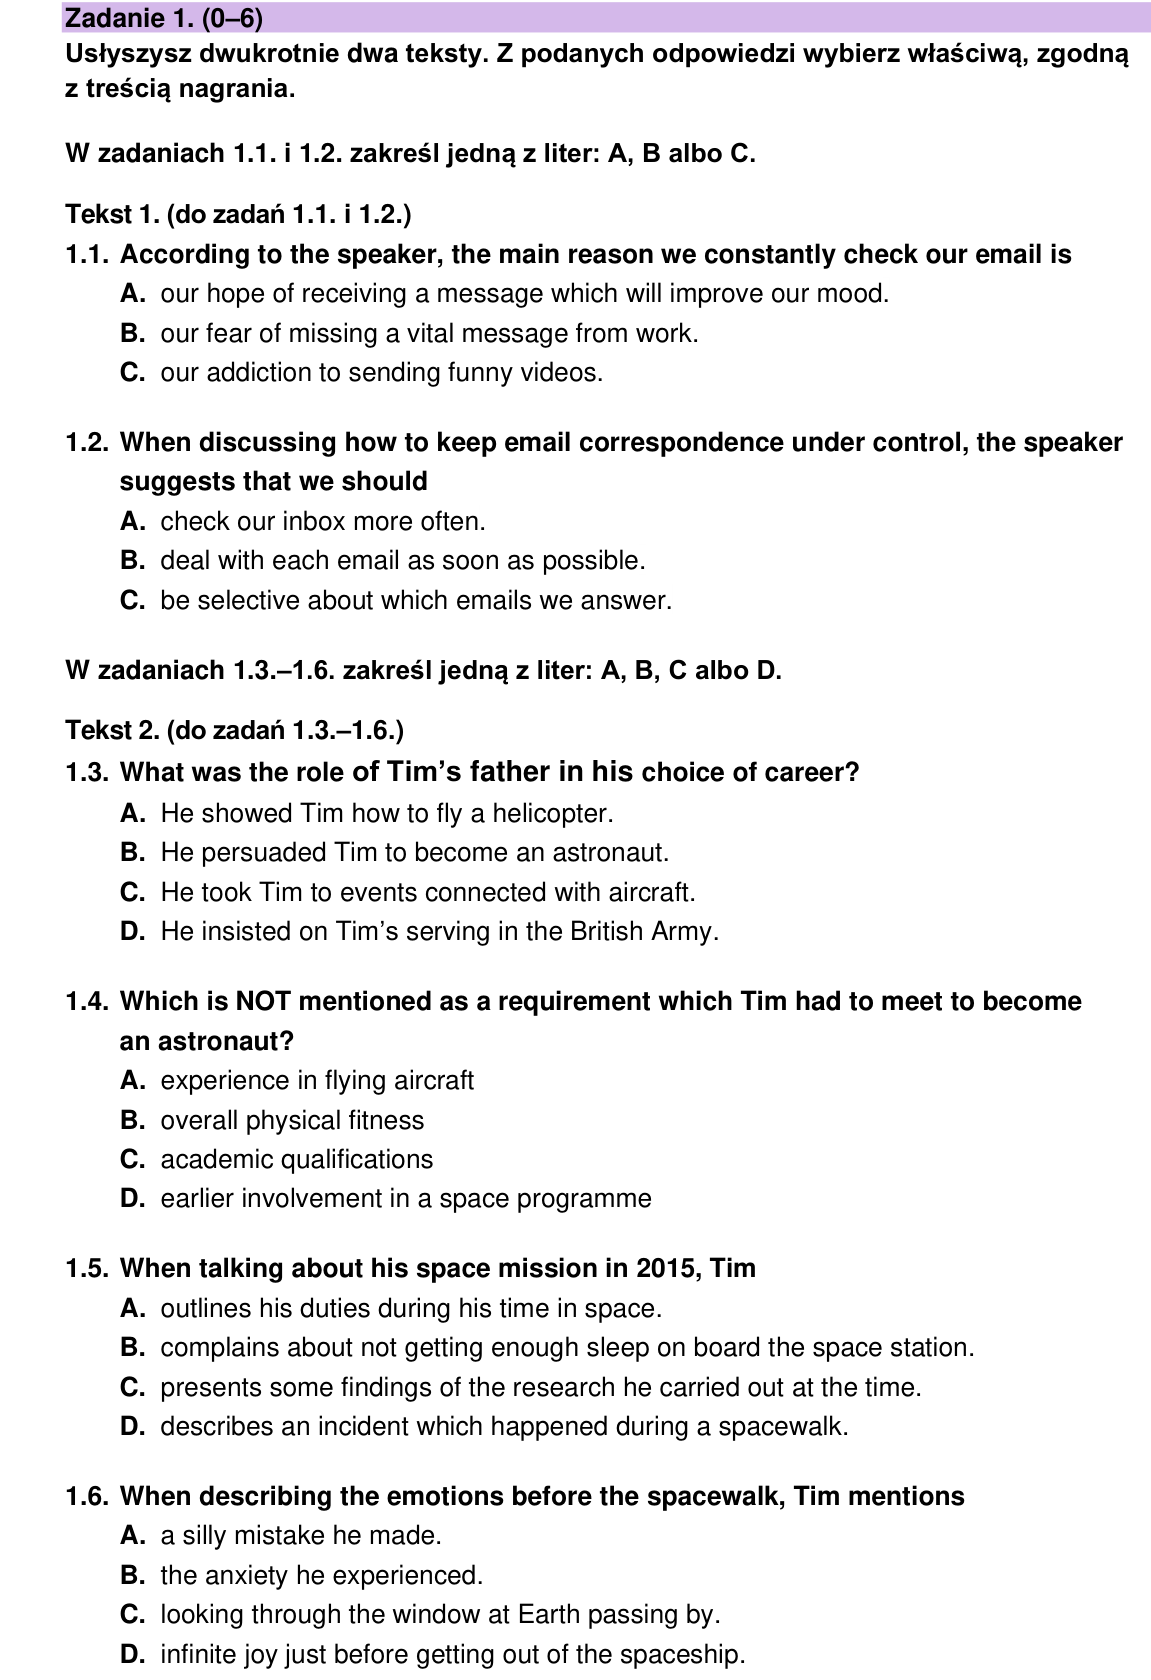 Zadanie 1. (0–6)
Usłyszysz dwukrotnie dwa teksty. Z podanych odpowiedzi wybierz właściwą, zgodną
z treścią nagrania.
W zadaniach 1.1. i 1.2. zakreśl jedną z liter: A, B albo C.
Tekst 1. (do zadań 1.1. i 1.2.)
1.1. According to the speaker, the main reason we constantly check our email is
A. our hope of receiving a message which will improve our mood.
B. our fear of missing a vital message from work.
C. our addiction to sending funny videos.
1.2. When discussing how to keep email correspondence under control, the speaker
suggests that we should
A. check our inbox more often.
B. deal with each email as soon as possible.
C. be selective about which emails we answer.
W zadaniach 1.3.–1.6. zakreśl jedną z liter: A, B, C albo D.
Tekst 2. (do zadań 1.3.–1.6.)
1.3. What was the role of Tim’s father in his choice of career?
A. He showed Tim how to fly a helicopter.
B. He persuaded Tim to become an astronaut.
C. He took Tim to events connected with aircraft.
D. He insisted on Tim’s serving in the British Army.
1.4. Which is NOT mentioned as a requirement which Tim had to meet to become
an astronaut?
A. experience in flying aircraft
B. overall physical fitness
C. academic qualifications
D. earlier involvement in a space programme
1.5. When talking about his space mission in 2015, Tim
A. outlines his duties during his time in space.
B. complains about not getting enough sleep on board the space station.
C. presents some findings of the research he carried out at the time.
D. describes an incident which happened during a spacewalk.
1.6. When describing the emotions before the spacewalk, Tim mentions
A. a silly mistake he made.
B. the anxiety he experienced.
C. looking through the window at Earth passing by.
D. infinite joy just before getting out of the spaceship.